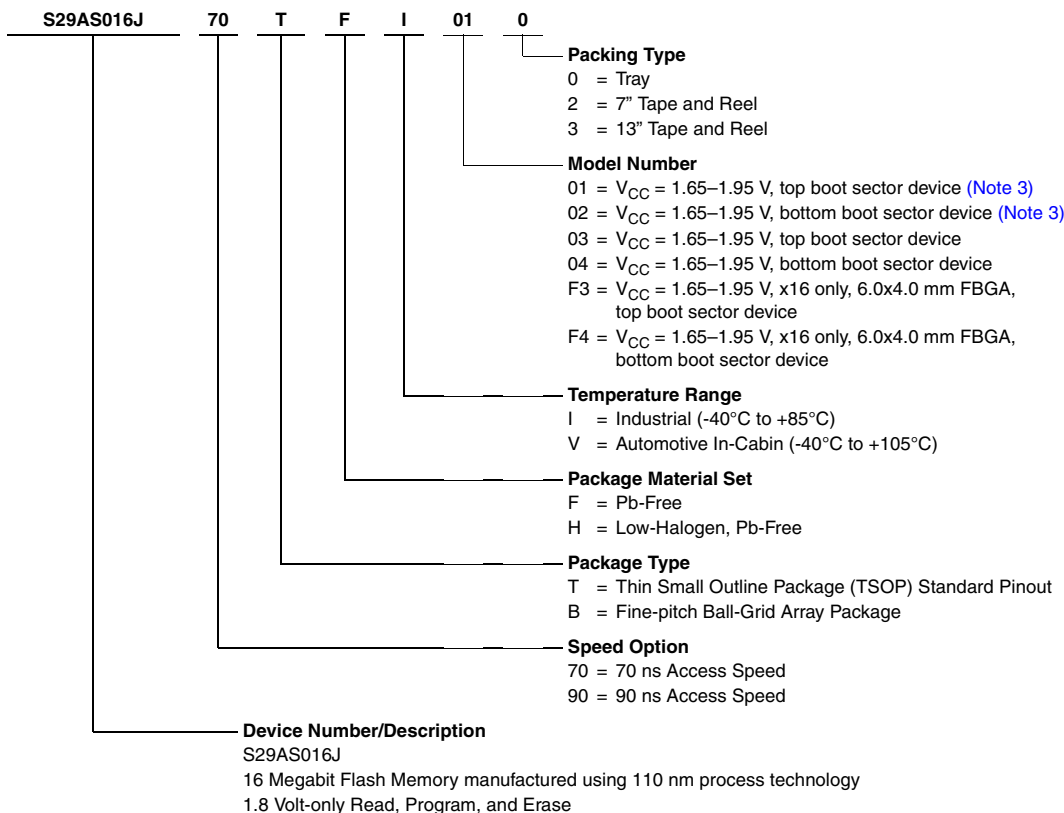 S29AS016J 70 T F I 01 0
Packing Type
0 = Tray
2 = 7” Tape and Reel
3 = 13” Tape and Reel
Model Number
01 = VCC = 1.65–1.95 V, top boot sector device (Note 3)
02 = VCC = 1.65–1.95 V, bottom boot sector device (Note 3)
03 = VCC = 1.65–1.95 V, top boot sector device
04 = VCC = 1.65–1.95 V, bottom boot sector device
F3 = VCC = 1.65–1.95 V, x16 only, 6.0x4.0 mm FBGA,
top boot sector device
F4 = VCC = 1.65–1.95 V, x16 only, 6.0x4.0 mm FBGA,
bottom boot sector device
Temperature Range
I = Industrial (-40°C to +85°C)
V = Automotive In-Cabin (-40°C to +105°C)
Package Material Set
F = Pb-Free
H = Low-Halogen, Pb-Free
Package Type
T = Thin Small Outline Package (TSOP) Standard Pinout
B = Fine-pitch Ball-Grid Array Package
Speed Option
70 = 70 ns Access Speed
90 = 90 ns Access Speed
Device Number/Description
S29AS016J
16 Megabit Flash Memory manufactured using 110 nm process technology
1.8 Volt-only Read, Program, and Erase